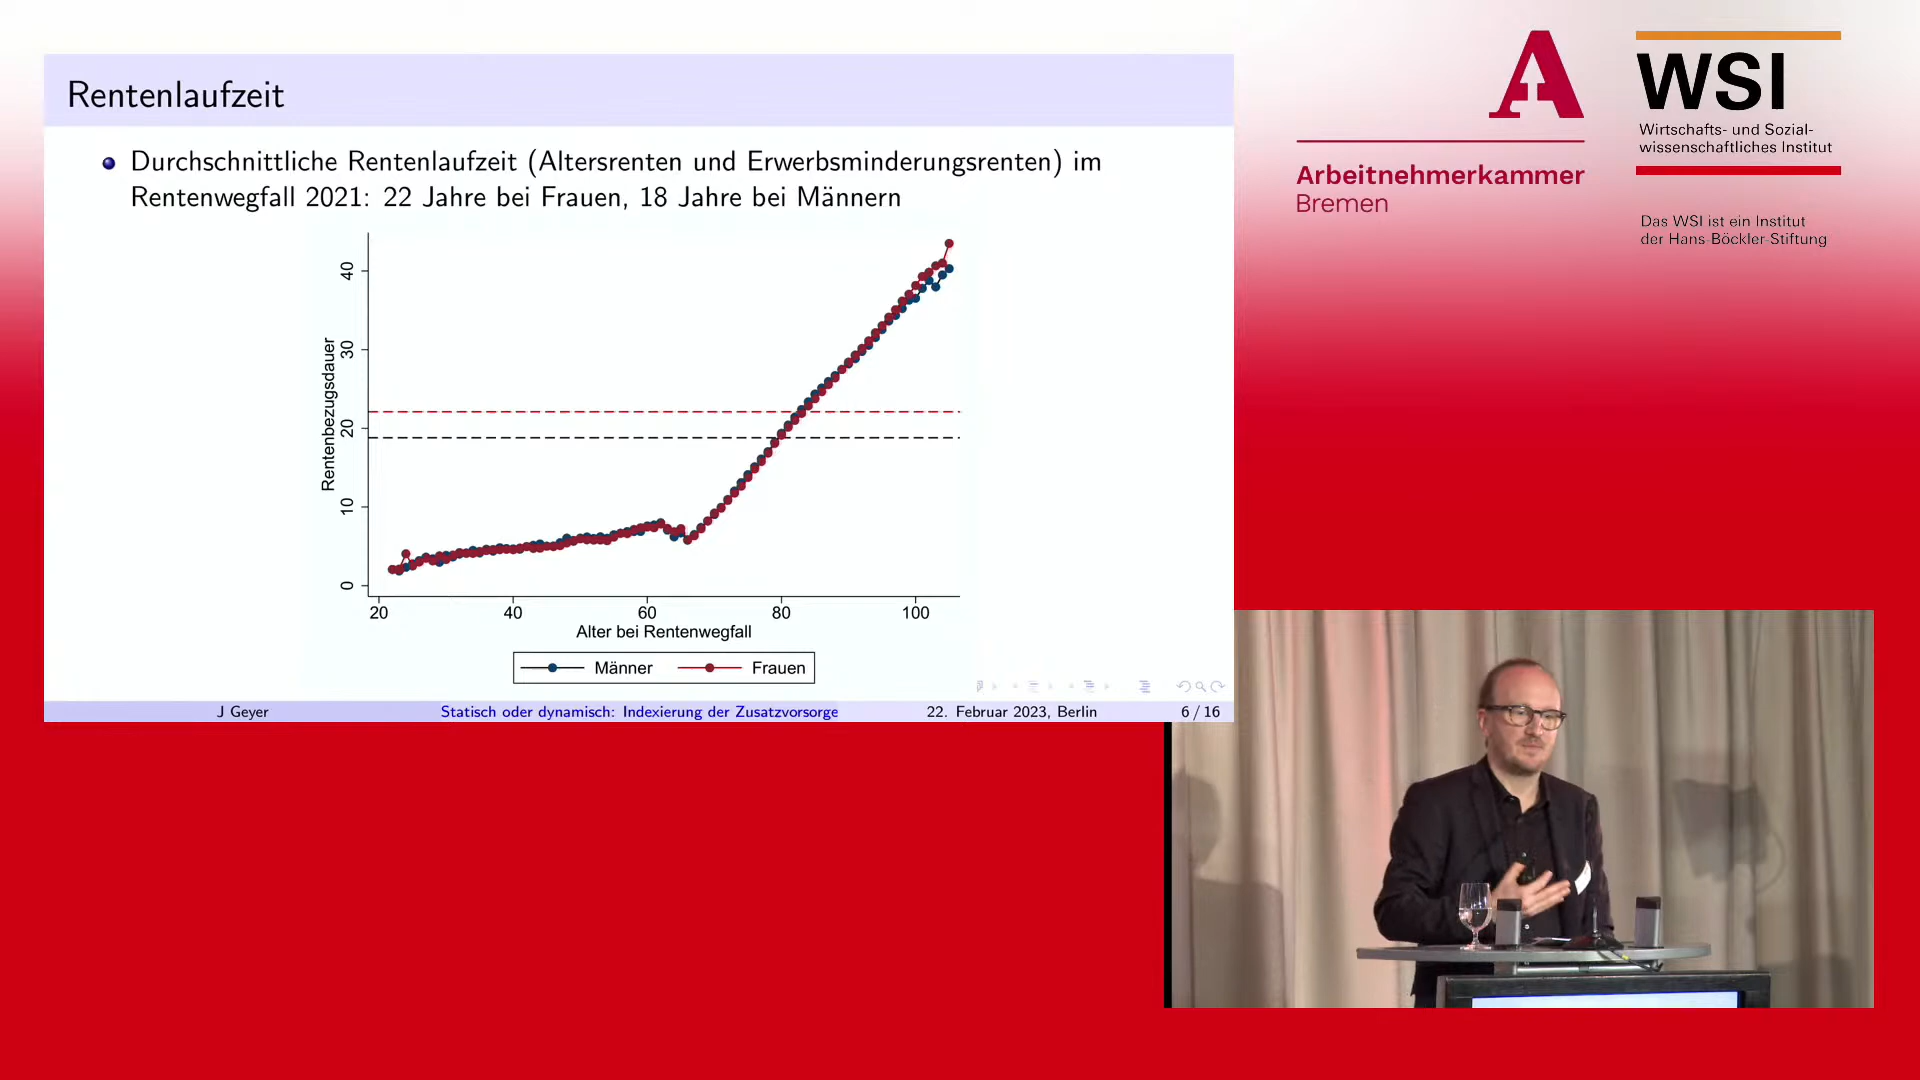 Rentenlaufzeit
Durchschnittliche Rentenlaufzeit (Altersrenten und Erwerbsminderungsrenten) im
Rentenwegfall 2021: 22 Jahre bei Frauen, 18 Jahre bei Männern
Rentenbezugsdauer
40
30
20
10
0
20 40 60 80 100
Alter bei Rentenwegfall
Männer Frauen
J Geyer Statisch oder dynamisch: Indexierung der Zusatzvorsorge 22. Februar 2023, Berlin 6 / 16
A
Arbeitnehmerkammer
Bremen
WSI
Wirtschafts- und Sozial-
wissenschaftliches Institut
Das WSI ist ein Institut
der Hans-Böckler-Stiftung